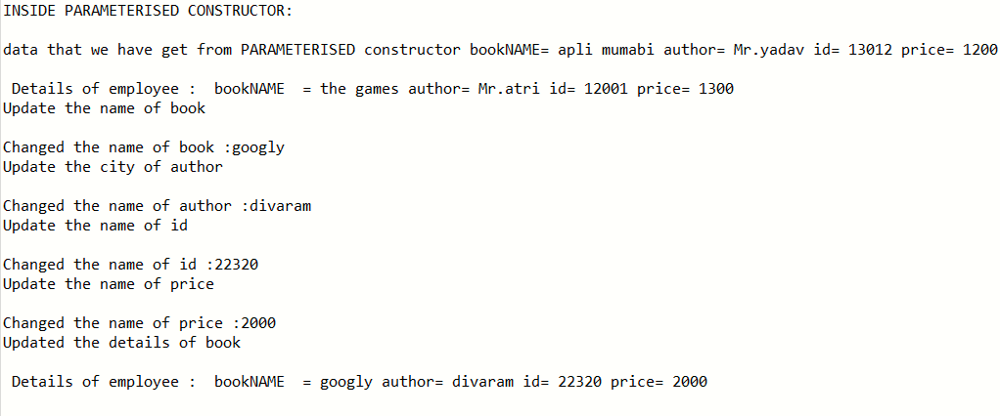 INSIDE PARAMETERISED CONSTRUCTOR:
data that we have get from PARAMETERISED constructor bookNAME= apli mumabi author= Mr.yadav id= 13012 price= 1200
Details of employee :  bookNAME  = the games author= Mr.atri id= 12001 price= 1300
Update the name of book
Changed the name of book :googly
Update the city of author
Changed the name of author :divaram
Update the name of id
Changed the name of id :22320
Update the name of price
Changed the name of price :2000
Updated the details of book
Details of employee :  bookNAME  = googly author= divaram id= 22320 price= 2000